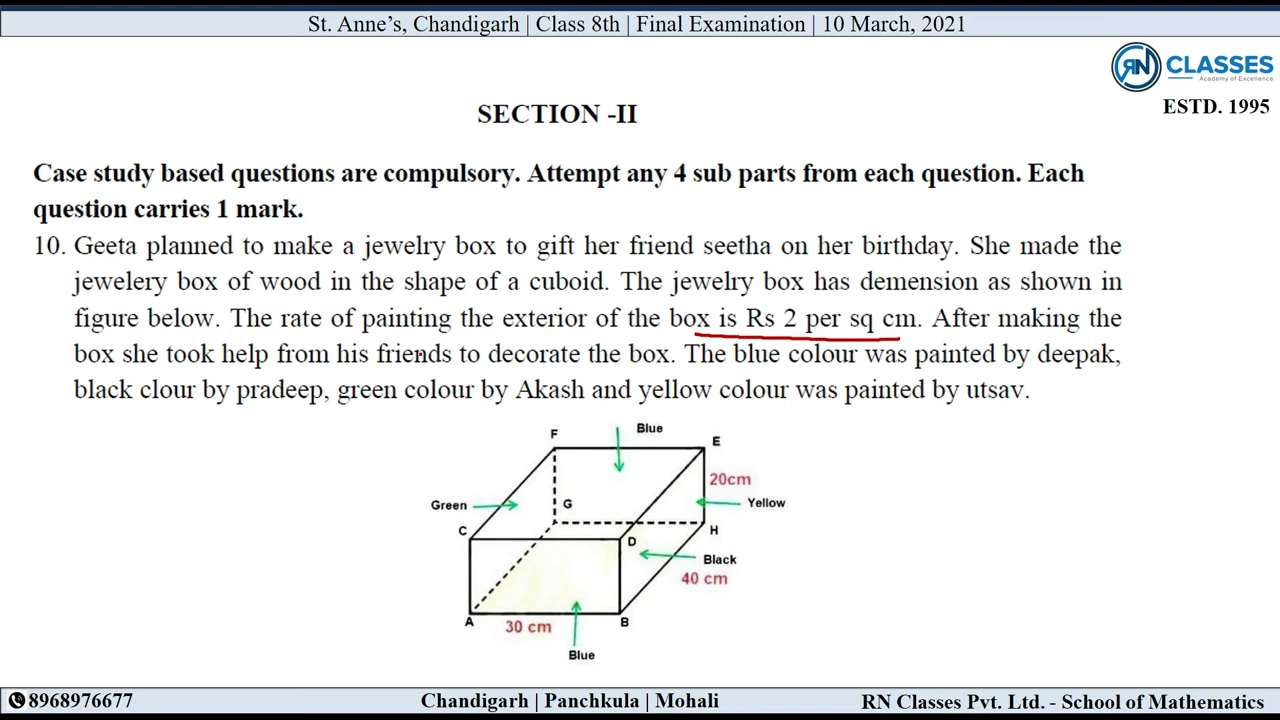 St. Anne's, Chandigarh | Class 8th | Final Examination | 10 March, 2021
RN CLASSES
Academy of Excellence
ESTD. 1995
SECTION -II
Case study based questions are compulsory. Attempt any 4 sub parts from each question. Each
question carries 1 mark.
10. Geeta planned to make a jewelry box to gift her friend seetha on her birthday. She made the
jewelery box of wood in the shape of a cuboid. The jewelry box has demension as shown in
figure below. The rate of painting the exterior of the box is Rs 2 per sq cm. After making the
box she took help from his friends to decorate the box. The blue colour was painted by deepak,
black clour by pradeep, green colour by Akash and yellow colour was painted by utsav.
F
Blue
E
20cm
Green
G
Yellow
C
D
H
Black
40 cm
A
30 cm
B
Blue
8968976677
Chandigarh | Panchkula | Mohali
RN Classes Pvt. Ltd. - School of Mathematics